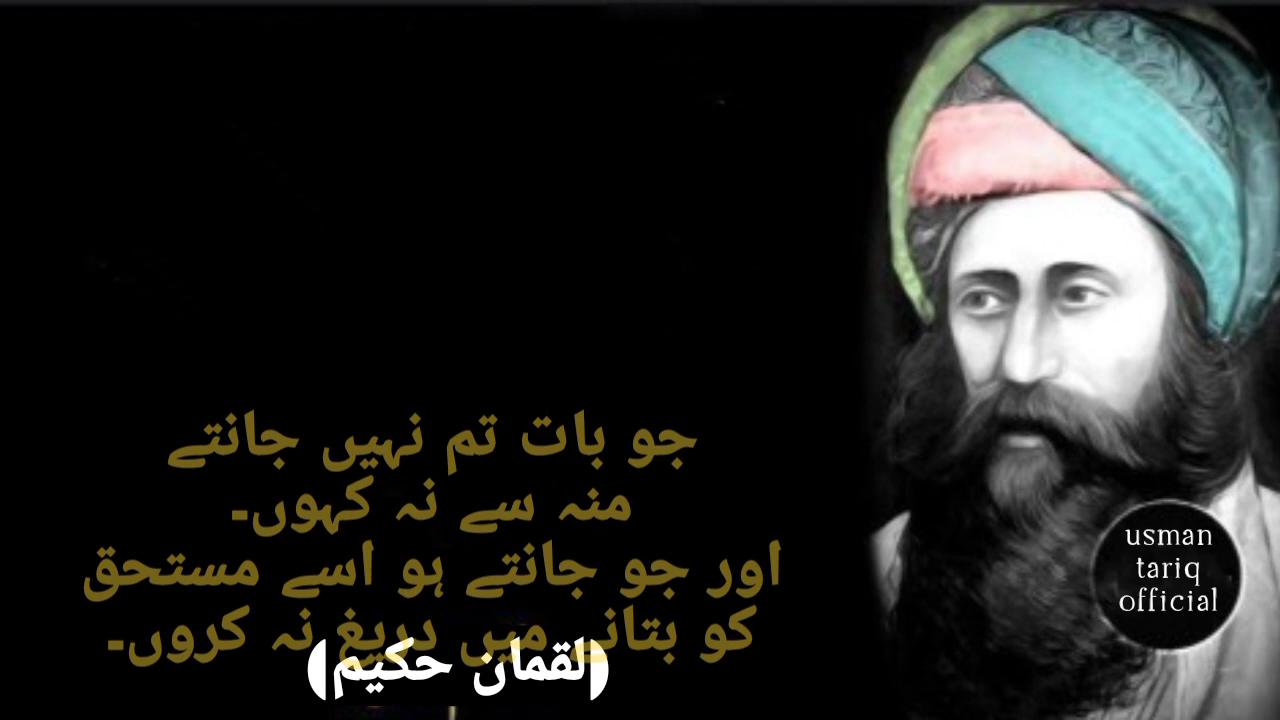 جو بات تم نہیں جانتے
منہ سے نہ کہوں۔
اور جو جانتے ہو اسے مستحق
کو بتانے میں دریغ نہ کروں۔
(لقمان حکیم)
usman
tariq
official